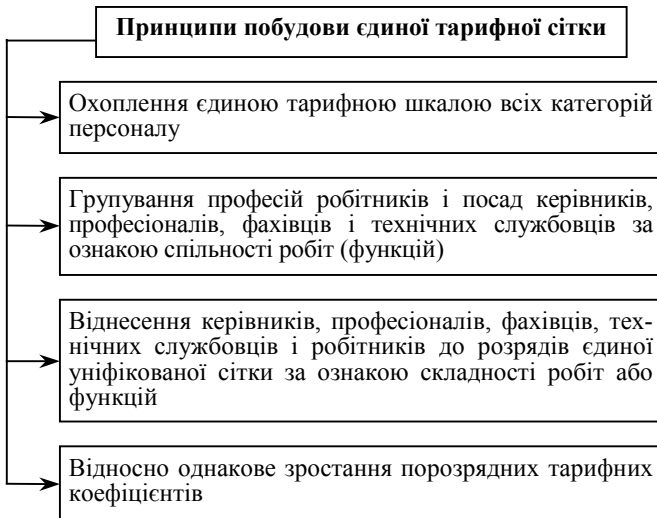 Принципи побудови єдиної тарифної сітки
Охоплення єдиною тарифною шкалою всіх категорій
персоналу
Групування професій робітників і посад керівників,
професіоналів, фахівців і технічних службовців за
ознакою спільності робіт (функцій)
Віднесення керівників, професіоналів, фахівців, тех-
нічних службовців і робітників до розрядів єдиної
уніфікованої сітки за ознакою складності робіт або
функцій
Відносно однакове зростання порозрядних тарифних
коефіцієнтів